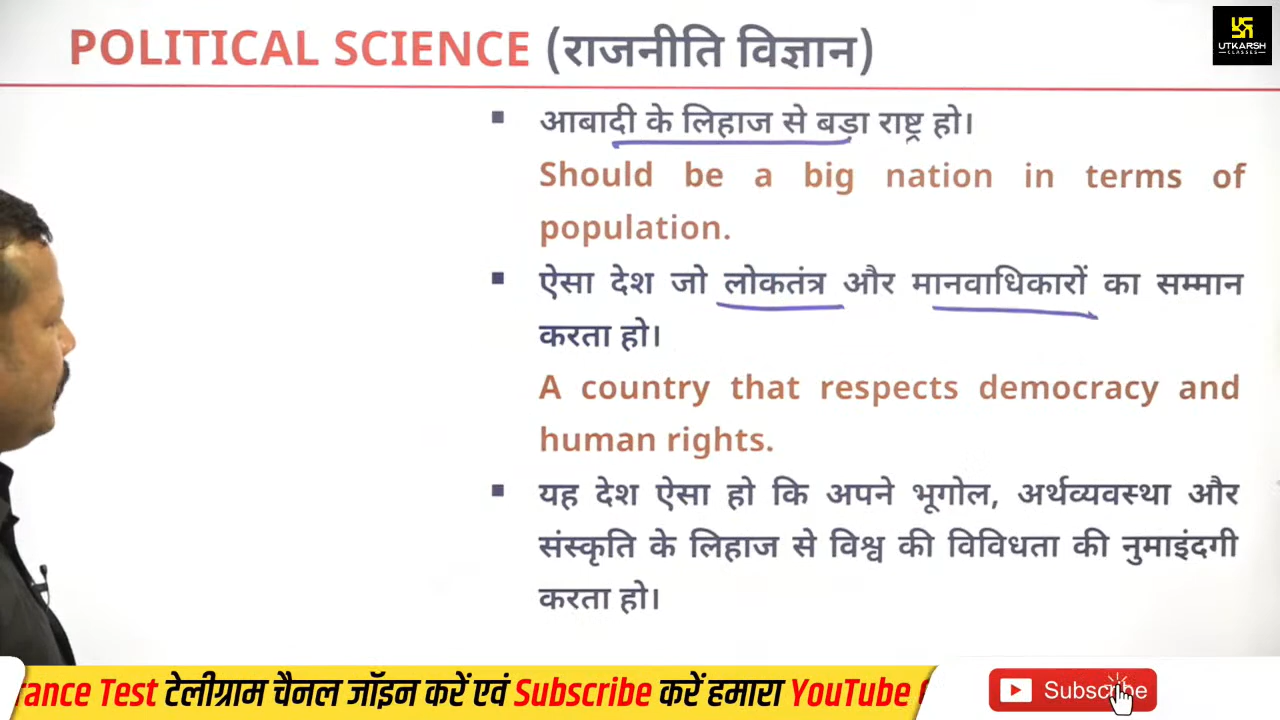 POLITICAL SCIENCE (राजनीति विज्ञान)
UTKARSH
CLASSES
▪ आबादी के लिहाज से बड़ा राष्ट्र हो।
Should be a big nation in terms of
population.
▪ ऐसा देश जो लोकतंत्र और मानवाधिकारों का सम्मान
करता हो।
A country that respects democracy and
human rights.
▪ यह देश ऐसा हो कि अपने भूगोल, अर्थव्यवस्था और
संस्कृति के लिहाज से विश्व की विविधता की नुमाइंदगी
करता हो।
rance Test टेलीग्राम चैनल जॉइन करें एवं Subscribe करें हमारा YouTube
Subscribe